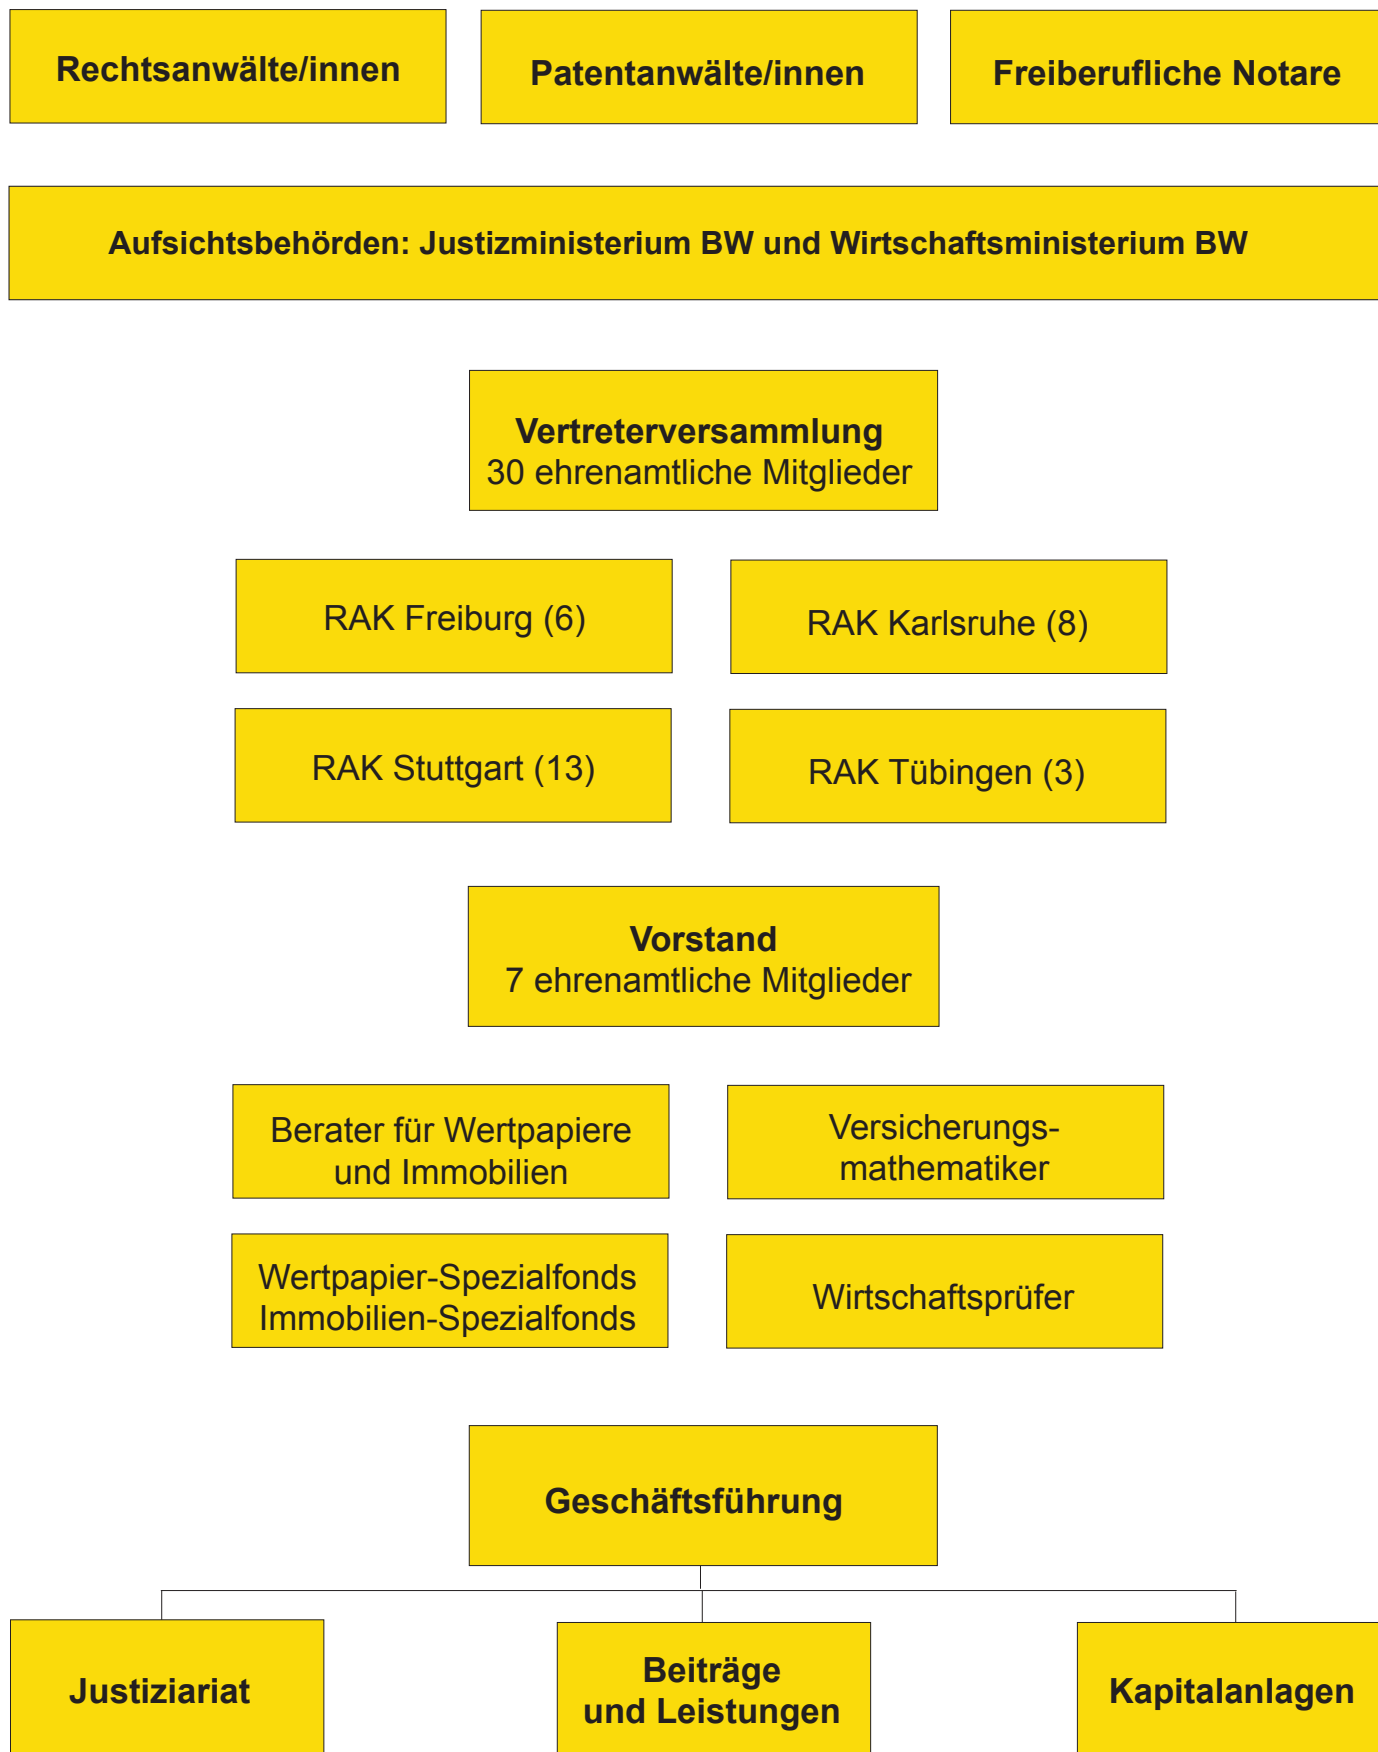 Rechtsanwälte/innen
Patentanwälte/innen
Freiberufliche Notare
Aufsichtsbehörden: Justizministerium BW und Wirtschaftsministerium BW
Vertreterversammlung
30 ehrenamtliche Mitglieder
RAK Freiburg (6)
RAK Karlsruhe (8)
RAK Stuttgart (13)
RAK Tübingen (3)
Vorstand
7 ehrenamtliche Mitglieder
Berater für Wertpapiere
und Immobilien
Versicherungs-
mathematiker
Wertpapier-Spezialfonds
Immobilien-Spezialfonds
Wirtschaftsprüfer
Geschäftsführung
Justiziariat
Beiträge
und Leistungen
Kapitalanlagen